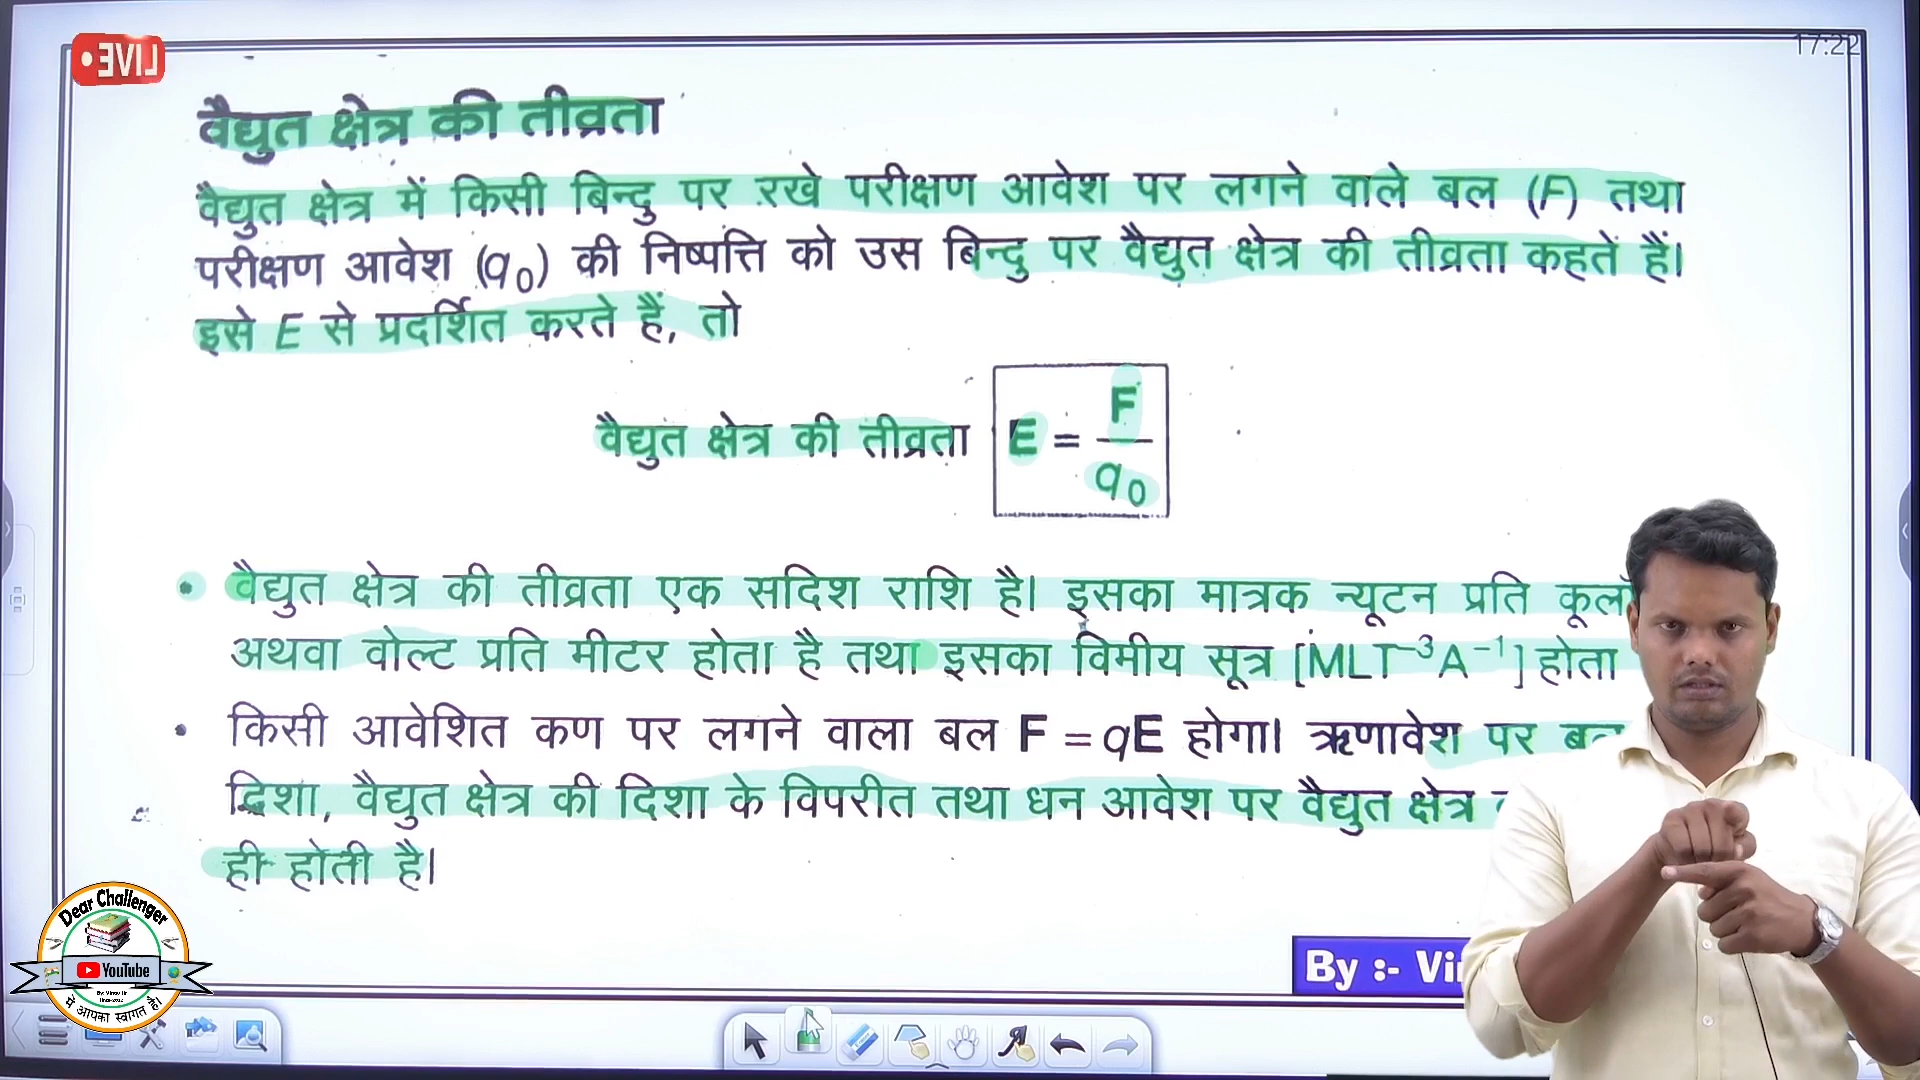 LIVE
17:22
वैद्युत क्षेत्र की तीव्रता
वैद्युत क्षेत्र में किसी बिन्दु पर रखे परीक्षण आवेश पर लगने वाले बल (F) तथा
परीक्षण आवेश (q₀) की निष्पत्ति को उस बिन्दु पर वैद्युत क्षेत्र की तीव्रता कहते हैं।
इसे E से प्रदर्शित करते हैं, तो
वैद्युत क्षेत्र की तीव्रता E = F/q₀
• वैद्युत क्षेत्र की तीव्रता एक सदिश राशि है। इसका मात्रक न्यूटन प्रति
अथवा वोल्ट प्रति मीटर होता है तथा इसका विमीय सूत्र [MLT⁻³A⁻¹] होता
• किसी आवेशित कण पर लगने वाला बल F = qE होगा। ऋणावेश पर
दिशा, वैद्युत क्षेत्र की दिशा के विपरीत तथा धन आवेश पर वैद्युत क्षेत्र
ही होती है।
Dear Challenger
YouTube
में आपका स्वागत है।
By :-